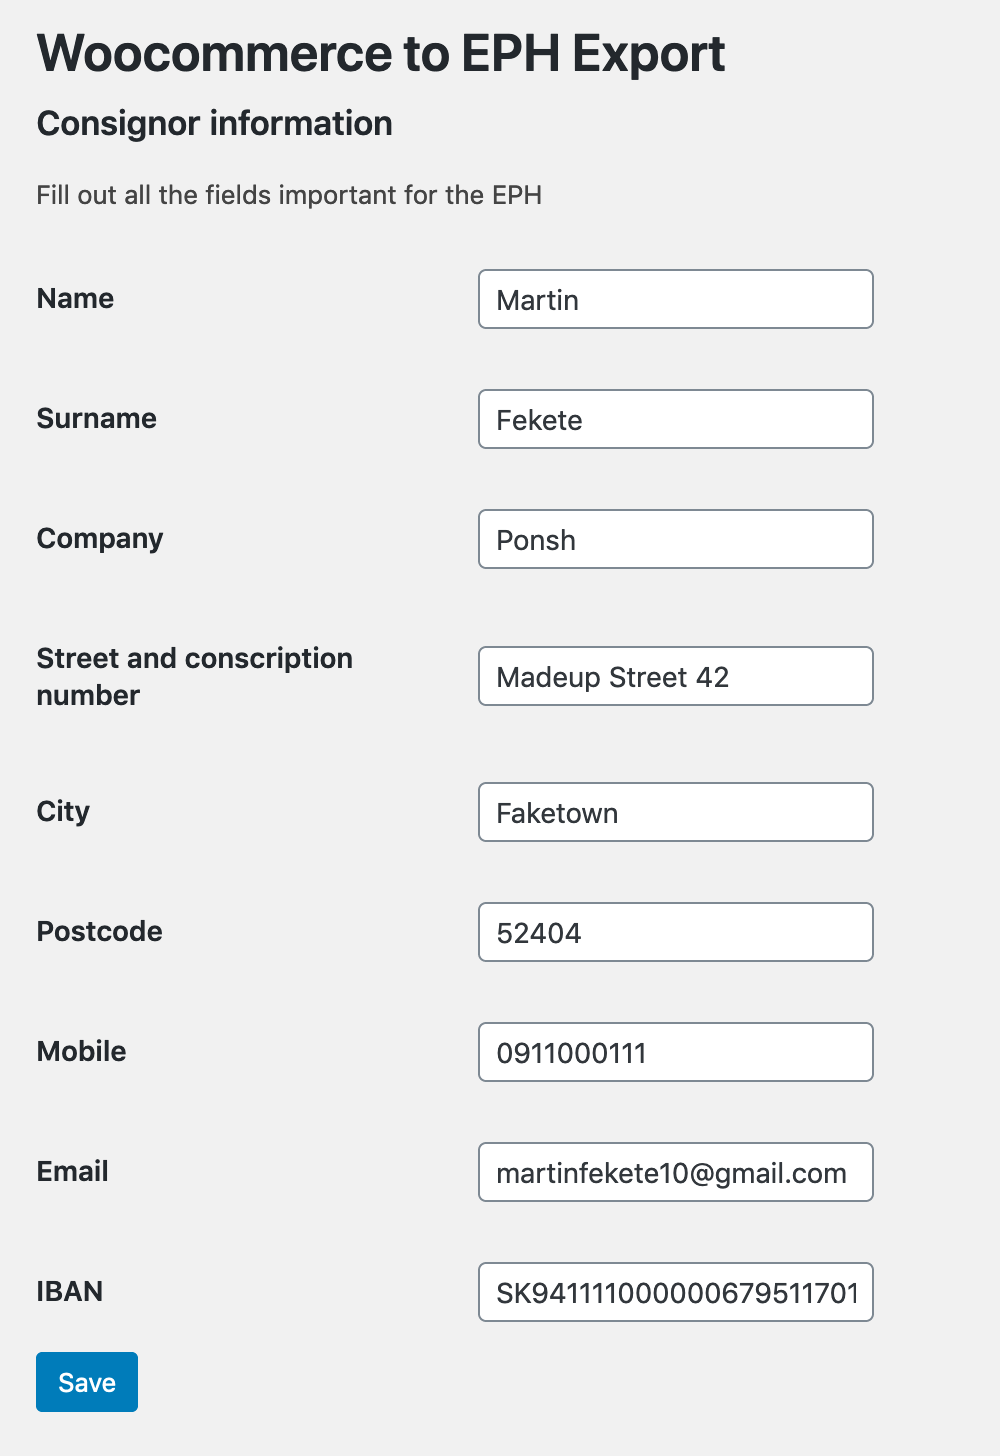 Woocommerce to EPH Export
Consignor information
Fill out all the fields important for the EPH
Name
Martin
Surname
Fekete
Company
Ponsh
Street and conscription
number
Madeup Street 42
City
Faketown
Postcode
52404
Mobile
0911000111
Email
martinfekete10@gmail.com
IBAN
SK9411110000000679511701
Save